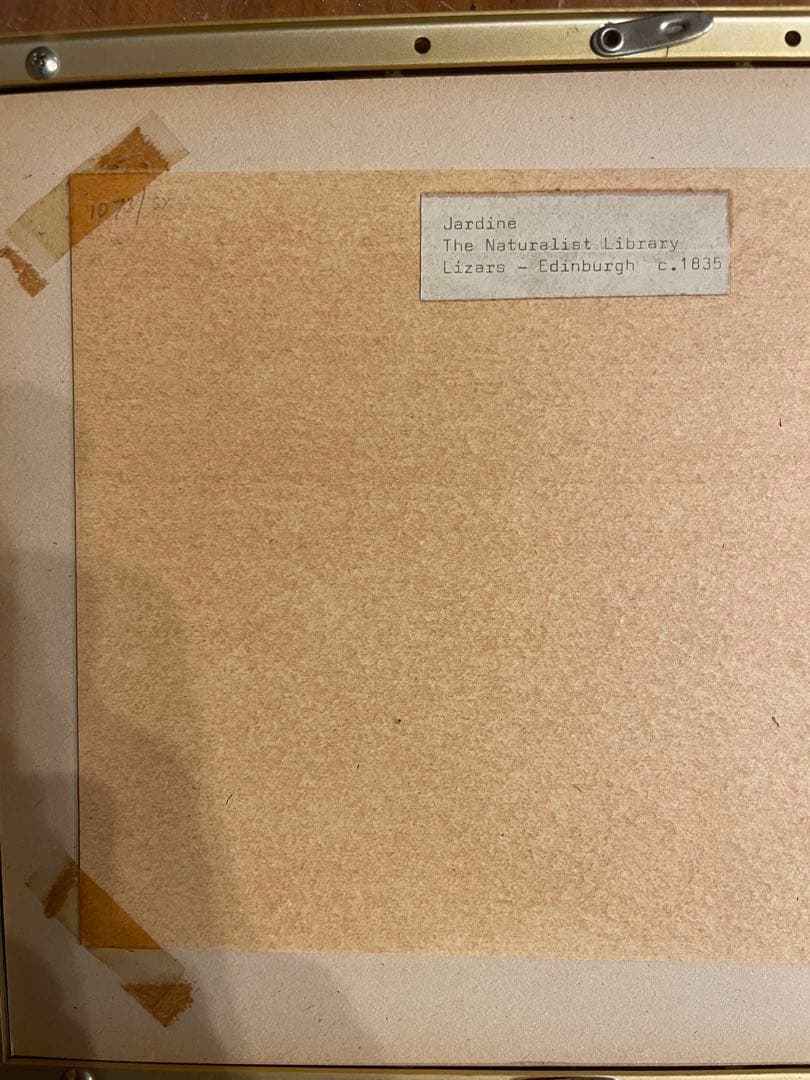 Jardine
The Naturalist Library
Lizars - Edinburgh c.1835